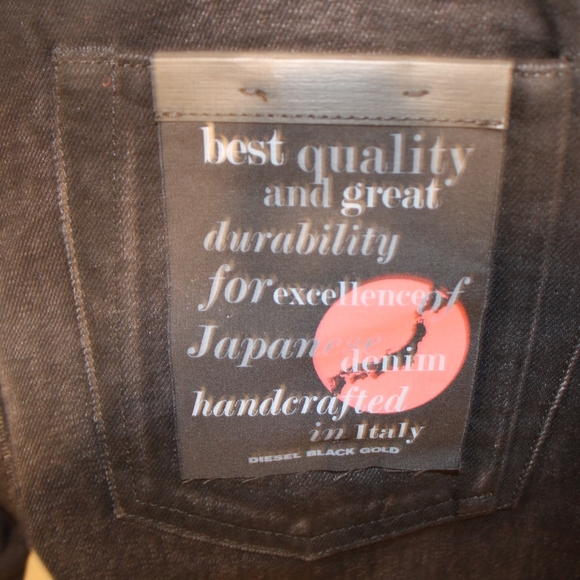 best quality
and great
durability
for excellence of
Japanese denim
handcrafted
in Italy
DIESEL BLACK GOLD